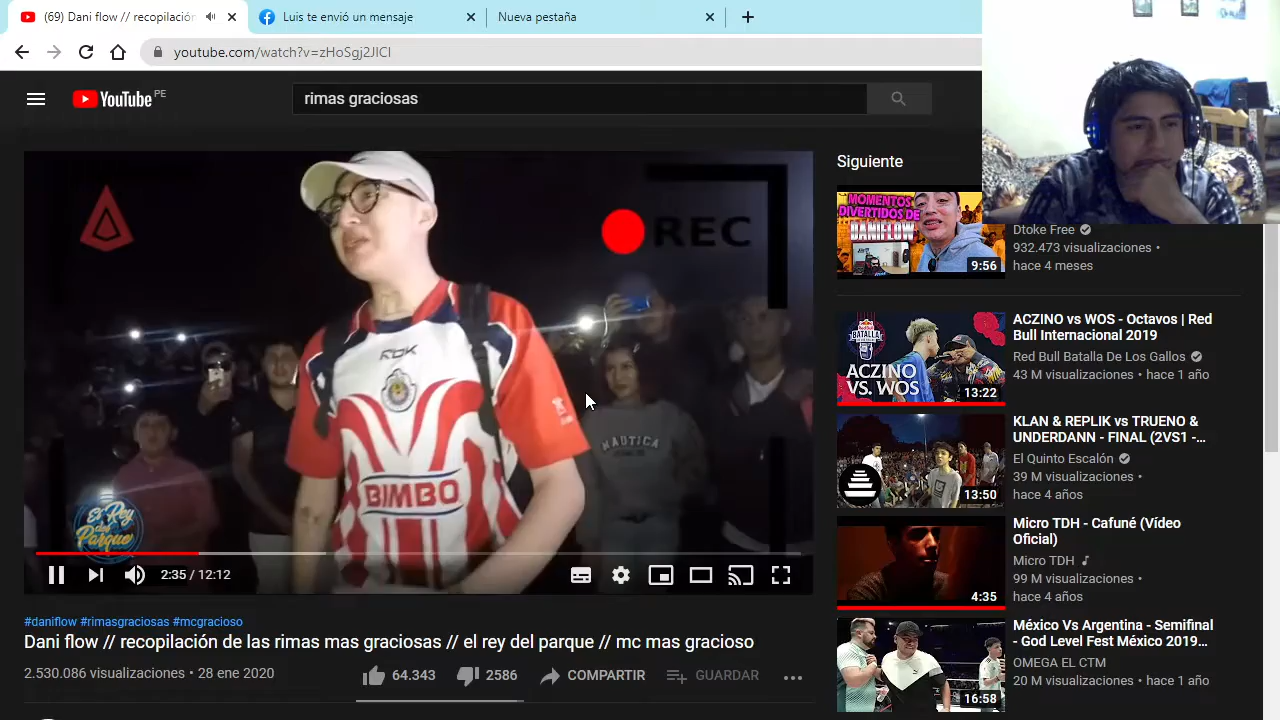 (69) Dani flow // recopilación
Luis te envió un mensaje
Nueva pestaña
youtube.com/watch?v=zHoSgj2JICI
YouTube PE
rimas graciosas
REC
RBK
BIMBO
NAUTICA
El Rey
del
Parque
2:35 / 12:12
#daniflow #rimasgraciosas #mcgracioso
Dani flow // recopilación de las rimas mas graciosas // el rey del parque // mc mas gracioso
2.530.086 visualizaciones • 28 ene 2020
64.343
2586
COMPARTIR
GUARDAR
Siguiente
MOMENTOS
DIVERTIDOS DE
DANIFLOW
9:56
Dtoke Free
932.473 visualizaciones •
hace 4 meses
ACZINO
VS. WOS
13:22
ACZINO vs WOS - Octavos | Red
Bull Internacional 2019
Red Bull Batalla De Los Gallos
43 M visualizaciones • hace 1 año
13:50
KLAN & REPLIK vs TRUENO &
UNDERDANN - FINAL (2VS1 -...
El Quinto Escalón
39 M visualizaciones •
hace 4 años
4:35
Micro TDH - Cafuné (Vídeo
Oficial)
Micro TDH
99 M visualizaciones •
hace 4 años
16:58
México Vs Argentina - Semifinal
- God Level Fest México 2019...
OMEGA EL CTM
20 M visualizaciones • hace 1 año